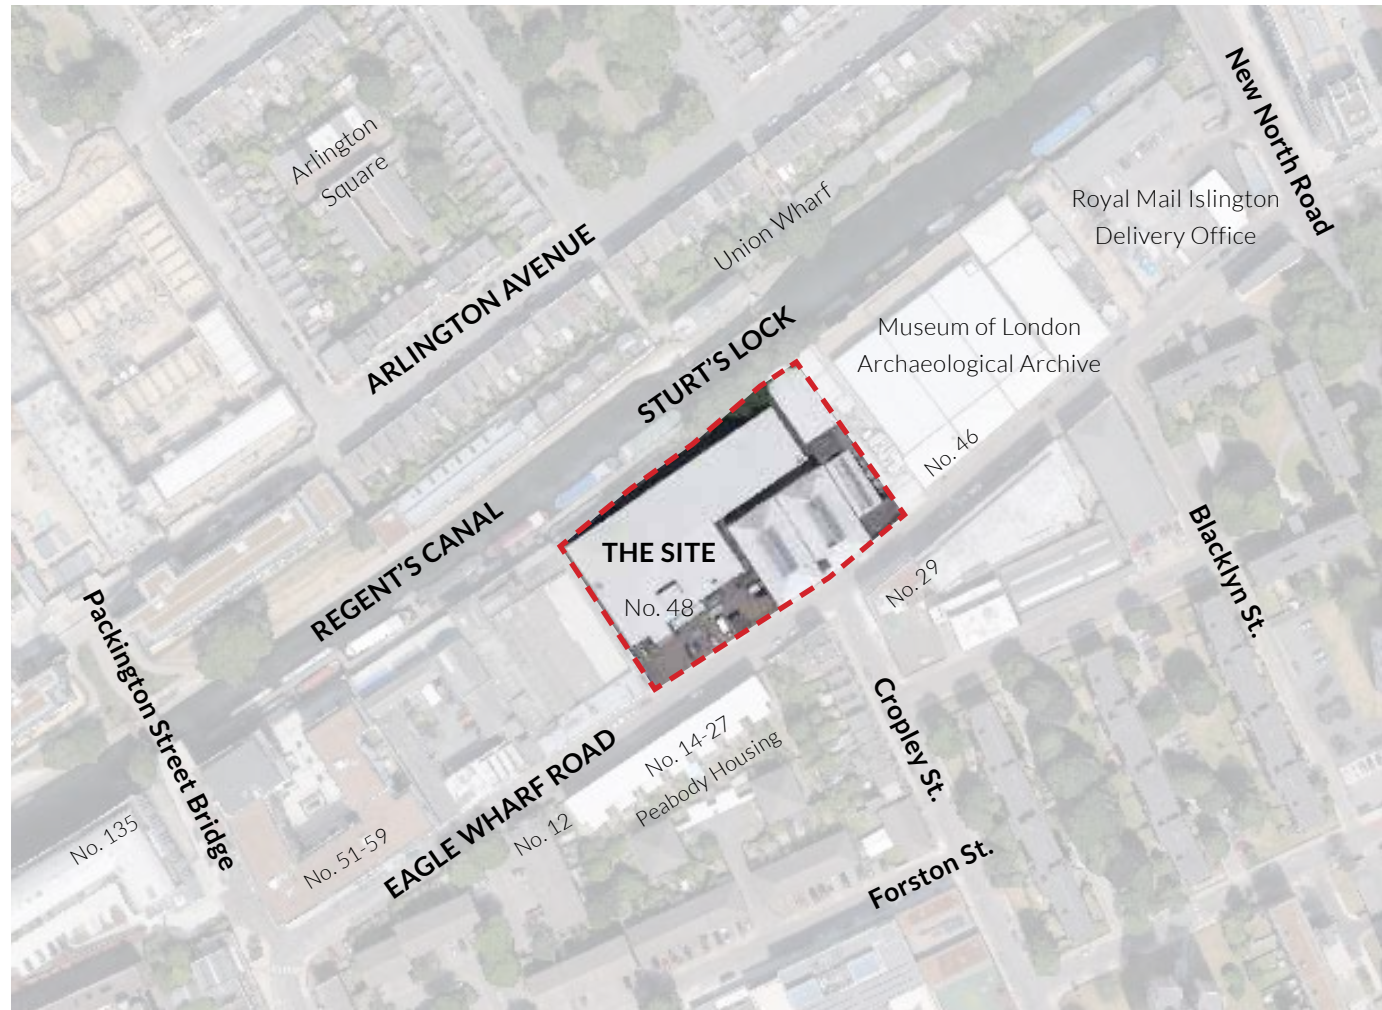 New North Road
Arlington
Square
Royal Mail Islington
Delivery Office
Union Wharf
ARLINGTON AVENUE
STURT'S LOCK
Museum of London
Archaeological Archive
No. 46
REGENT'S CANAL
THE SITE
No. 48
No. 29
Blacklyn St.
Packington Street Bridge
Cropley St.
No. 14-27
Peabody Housing
EAGLE WHARF ROAD
No. 12
No. 135
No. 51-59
Forston St.